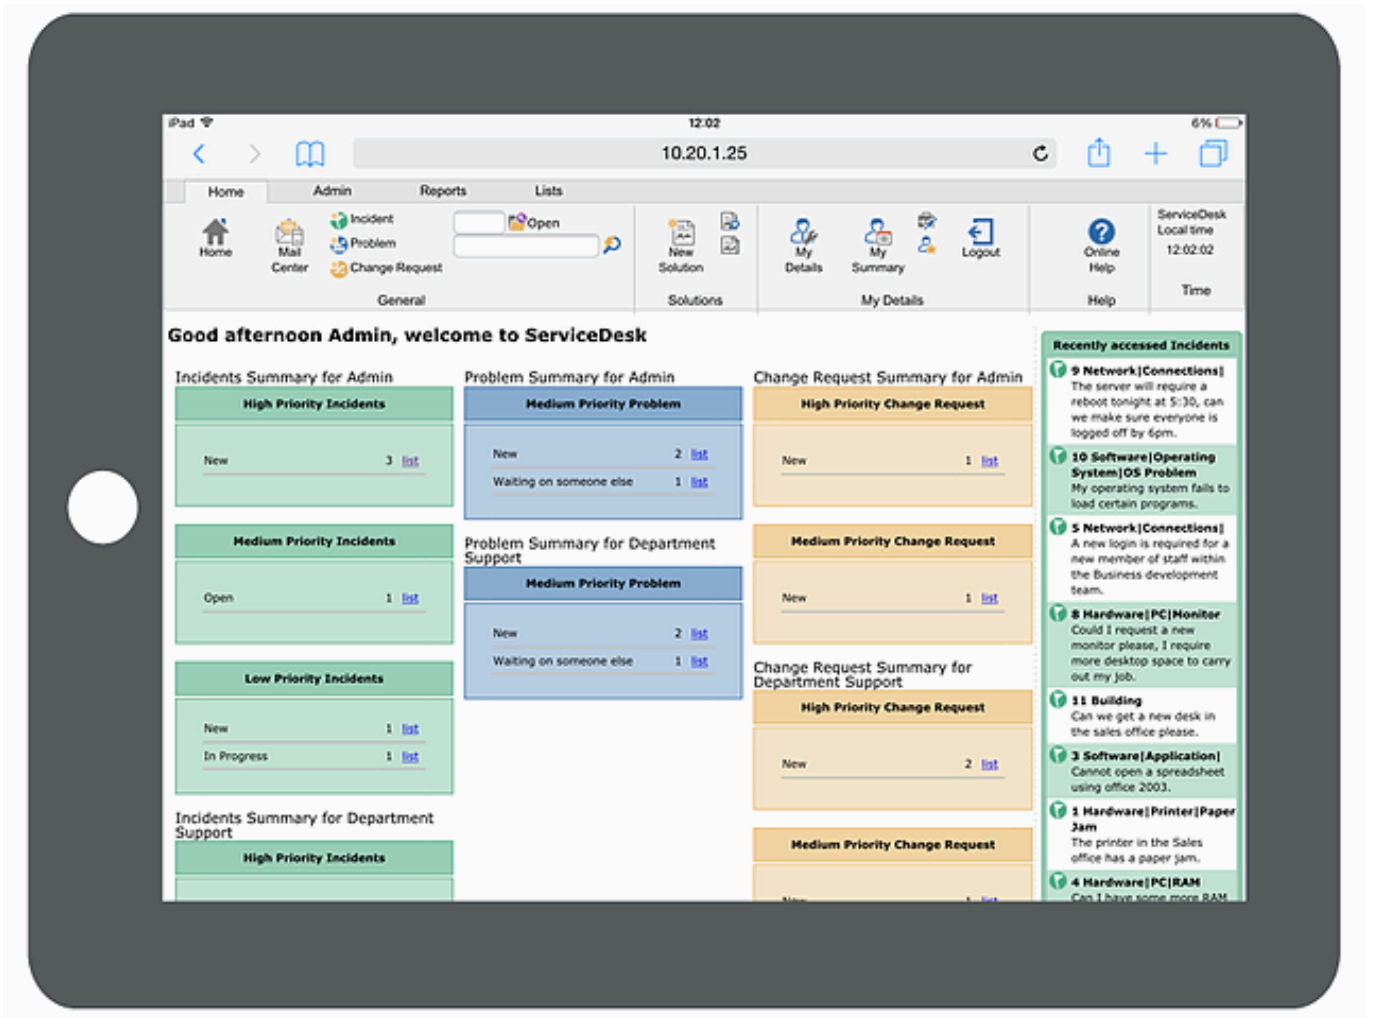 iPad 12:02 6%
10.20.1.25
Home Admin Reports Lists
Home
Mail Center
Incident
Problem
Change Request
Open
General
New Solution
Solutions
My Details
My Summary
Logout
My Details
Online Help
Help
ServiceDesk
Local time
12:02:02
Time
Good afternoon Admin, welcome to ServiceDesk
Incidents Summary for Admin
High Priority Incidents
New 3 list
Medium Priority Incidents
Open 1 list
Low Priority Incidents
New 1 list
In Progress 1 list
Incidents Summary for Department
Support
High Priority Incidents
Problem Summary for Admin
Medium Priority Problem
New 2 list
Waiting on someone else 1 list
Problem Summary for Department
Support
Medium Priority Problem
New 2 list
Waiting on someone else 1 list
Change Request Summary for Admin
High Priority Change Request
New 1 list
Medium Priority Change Request
New 1 list
Change Request Summary for
Department Support
High Priority Change Request
New 2 list
Medium Priority Change Request
New 1 list
Recently accessed Incidents
9 Network|Connections|
The server will require a
reboot tonight at 5:30, can
we make sure everyone is
logged off by 6pm.
10 Software|Operating
System|OS Problem
My operating system fails to
load certain programs.
5 Network|Connections|
A new login is required for a
new member of staff within
the Business development
team.
8 Hardware|PC|Monitor
Could I request a new
monitor please, I require
more desktop space to carry
out my job.
11 Building
Can we get a new desk in
the sales office please.
3 Software|Application|
Cannot open a spreadsheet
using office 2003.
1 Hardware|Printer|Paper
Jam
The printer in the Sales
office has a paper jam.
4 Hardware|PC|RAM
Can I have some more RAM